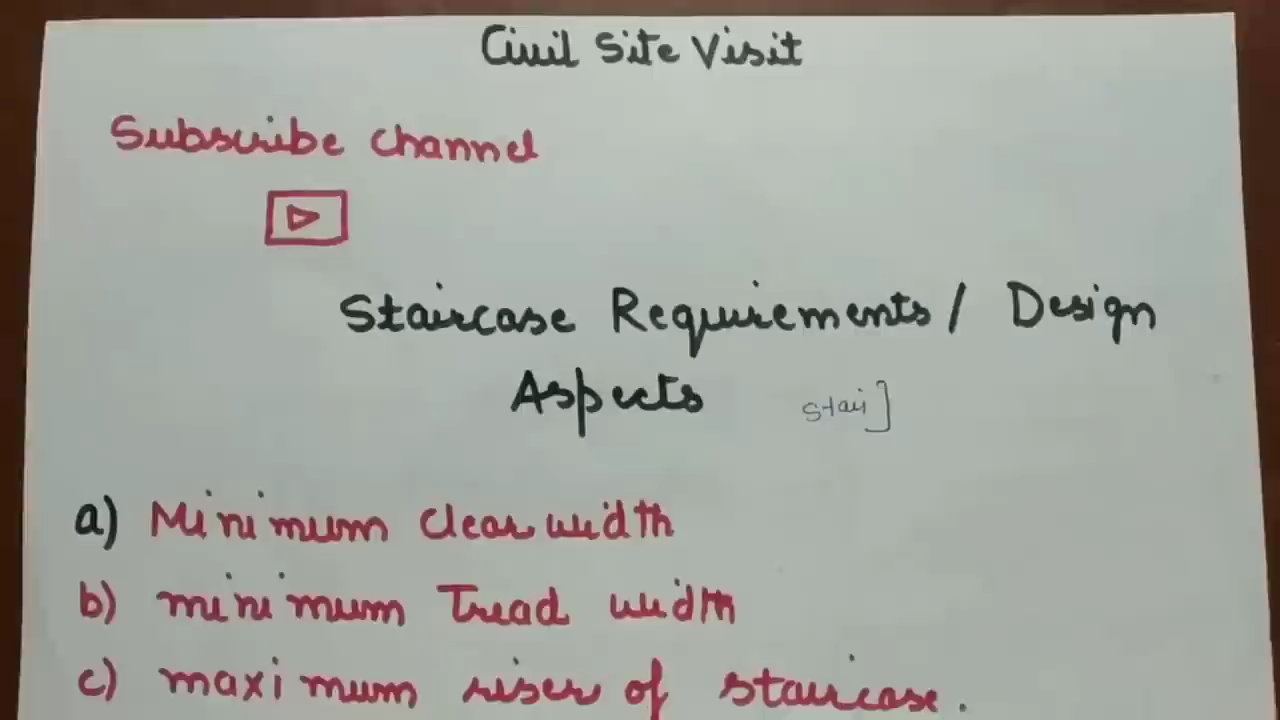 Civil Site Visit
Subscribe channel
Staircase Requirements/ Design
Aspects stair]
a) Minimum clear width
b) minimum Tread width
c) maximum riser of staircase.